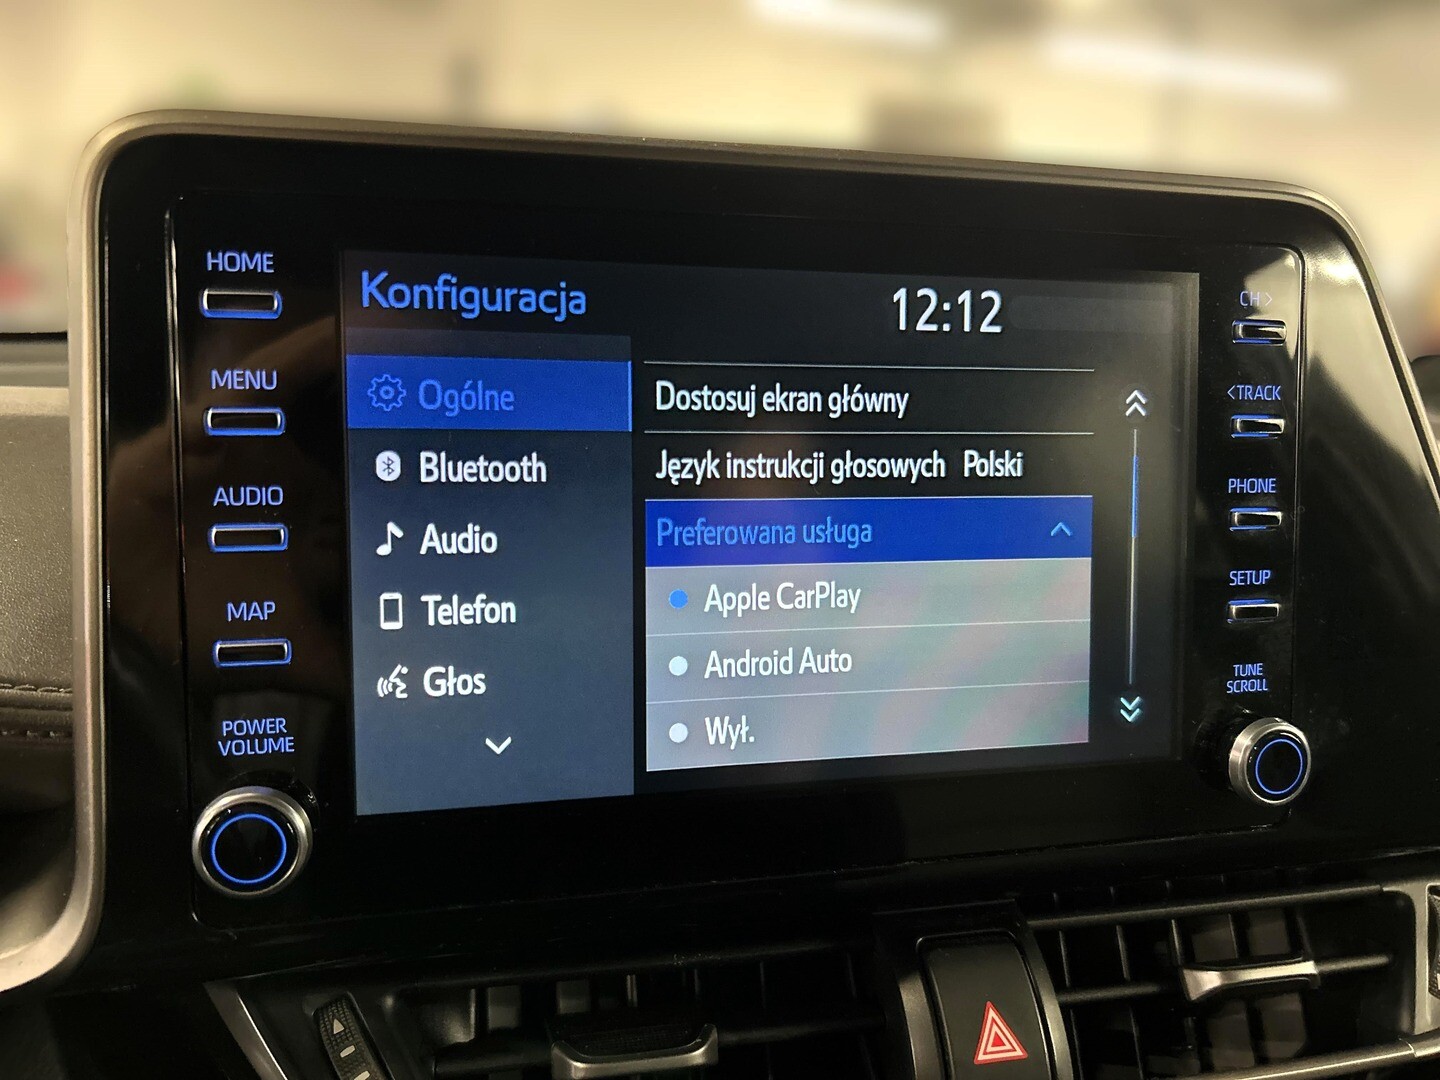 HOME
MENU
AUDIO
MAP
POWER
VOLUME
Konfiguracja
12:12
Ogólne
Bluetooth
Audio
Telefon
Głos
Dostosuj ekran główny
Język instrukcji głosowych Polski
Preferowana usługa
Apple CarPlay
Android Auto
Wył.
CH>
<TRACK
PHONE
SETUP
TUNE
SCROLL